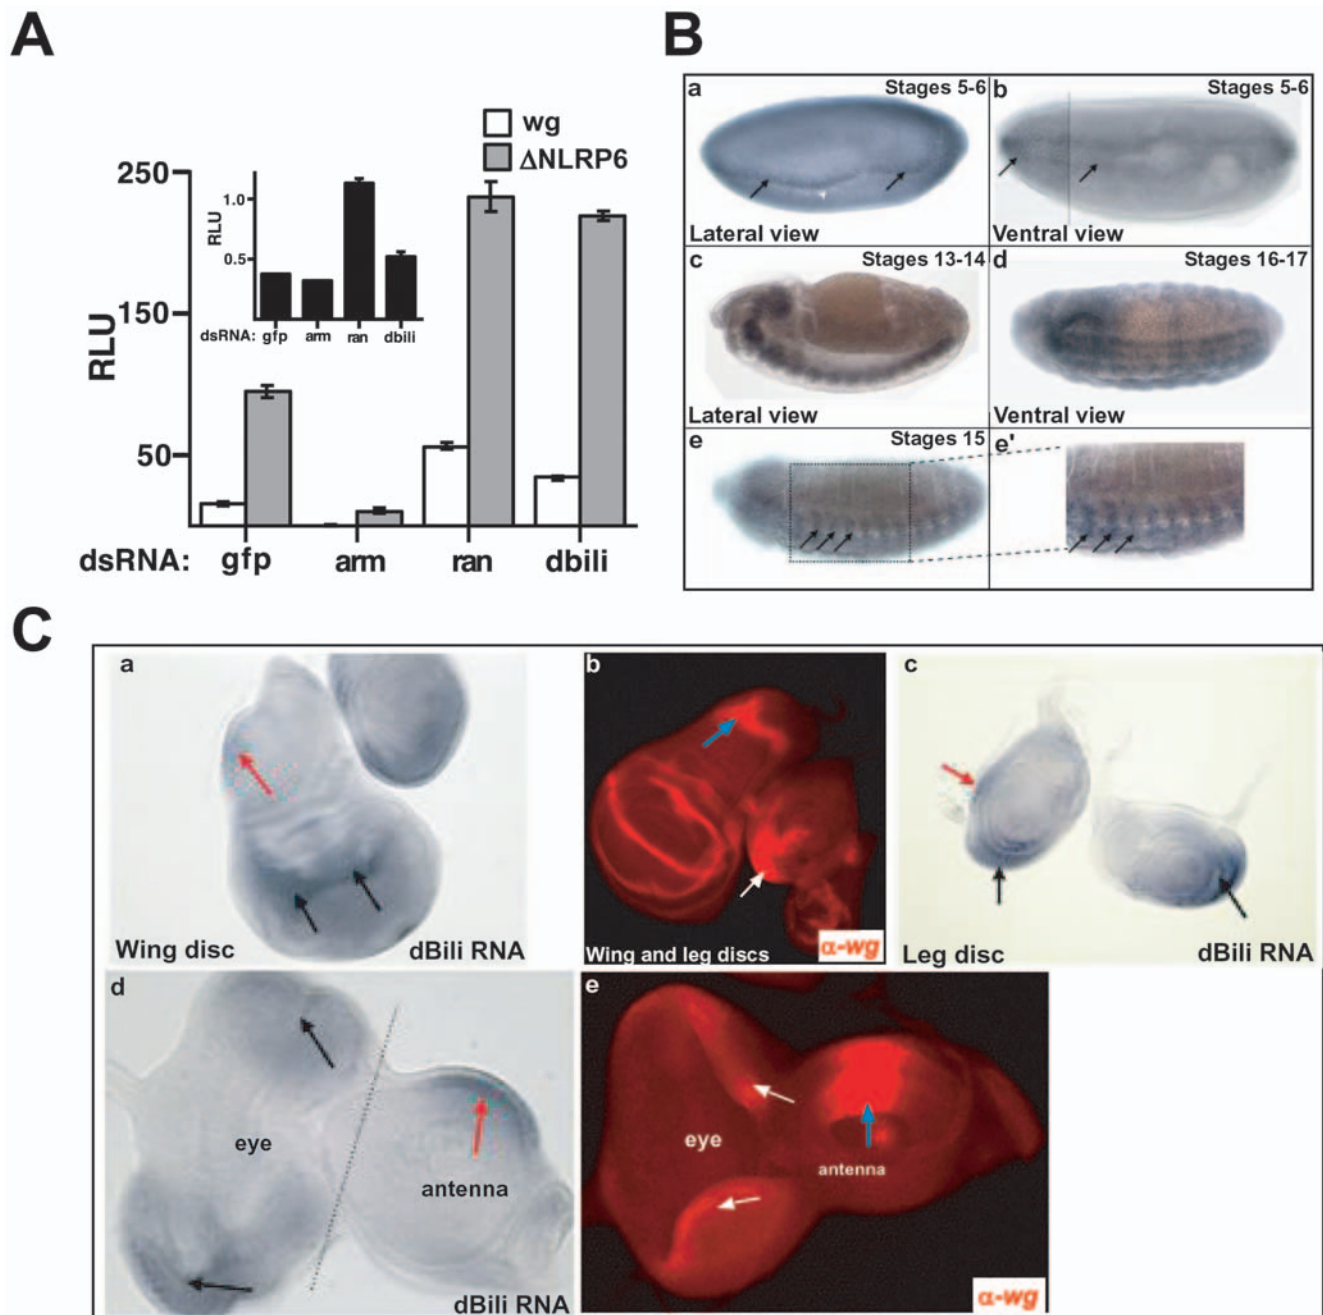 A
wg
ΔNLRP6
RLU
250
150
50
RLU
1.0
0.5
dsRNA: gfp arm ran dbili
dsRNA: gfp arm ran dbili
B
a
Stages 5-6
Lateral view
b
Stages 5-6
Ventral view
c
Stages 13-14
Lateral view
d
Stages 16-17
Ventral view
e
Stages 15
e'
C
a
Wing disc
dBili RNA
b
Wing and leg discs
α-wg
c
Leg disc
dBili RNA
d
eye
antenna
dBili RNA
e
eye
antenna
α-wg